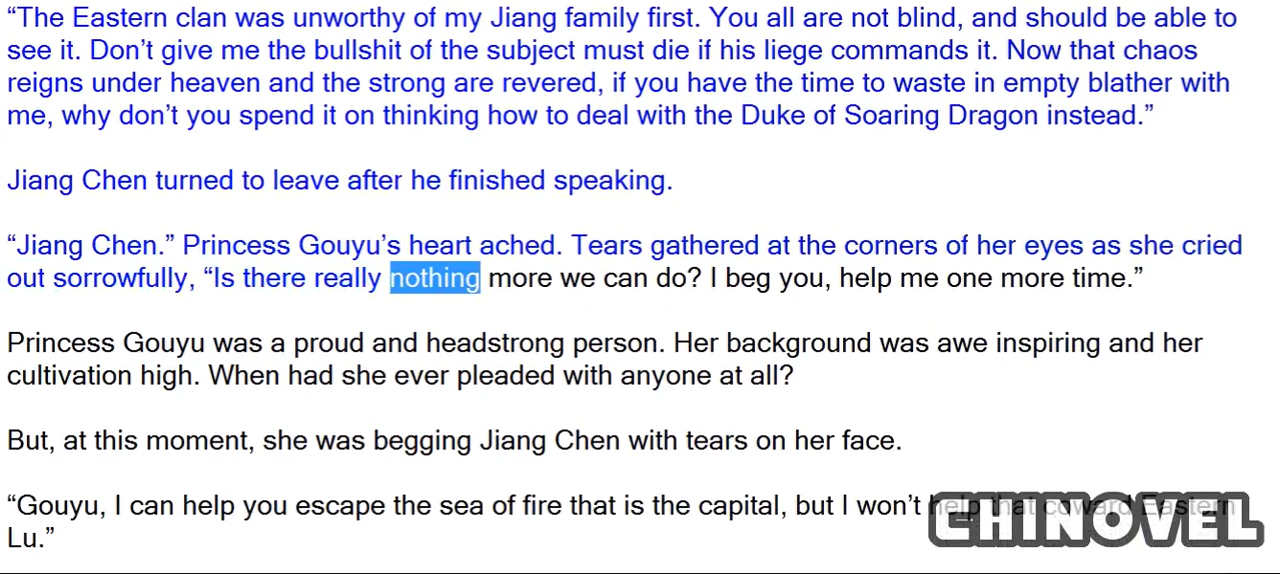 “The Eastern clan was unworthy of my Jiang family first. You all are not blind, and should be able to
see it. Don’t give me the bullshit of the subject must die if his liege commands it. Now that chaos
reigns under heaven and the strong are revered, if you have the time to waste in empty blather with
me, why don’t you spend it on thinking how to deal with the Duke of Soaring Dragon instead.”
Jiang Chen turned to leave after he finished speaking.
“Jiang Chen.” Princess Gouyu’s heart ached. Tears gathered at the corners of her eyes as she cried
out sorrowfully, “Is there really nothing more we can do? I beg you, help me one more time.”
Princess Gouyu was a proud and headstrong person. Her background was awe inspiring and her
cultivation high. When had she ever pleaded with anyone at all?
But, at this moment, she was begging Jiang Chen with tears on her face.
“Gouyu, I can help you escape the sea of fire that is the capital, but I won’t help that coward Eastern
Lu.”
CHINOVEL